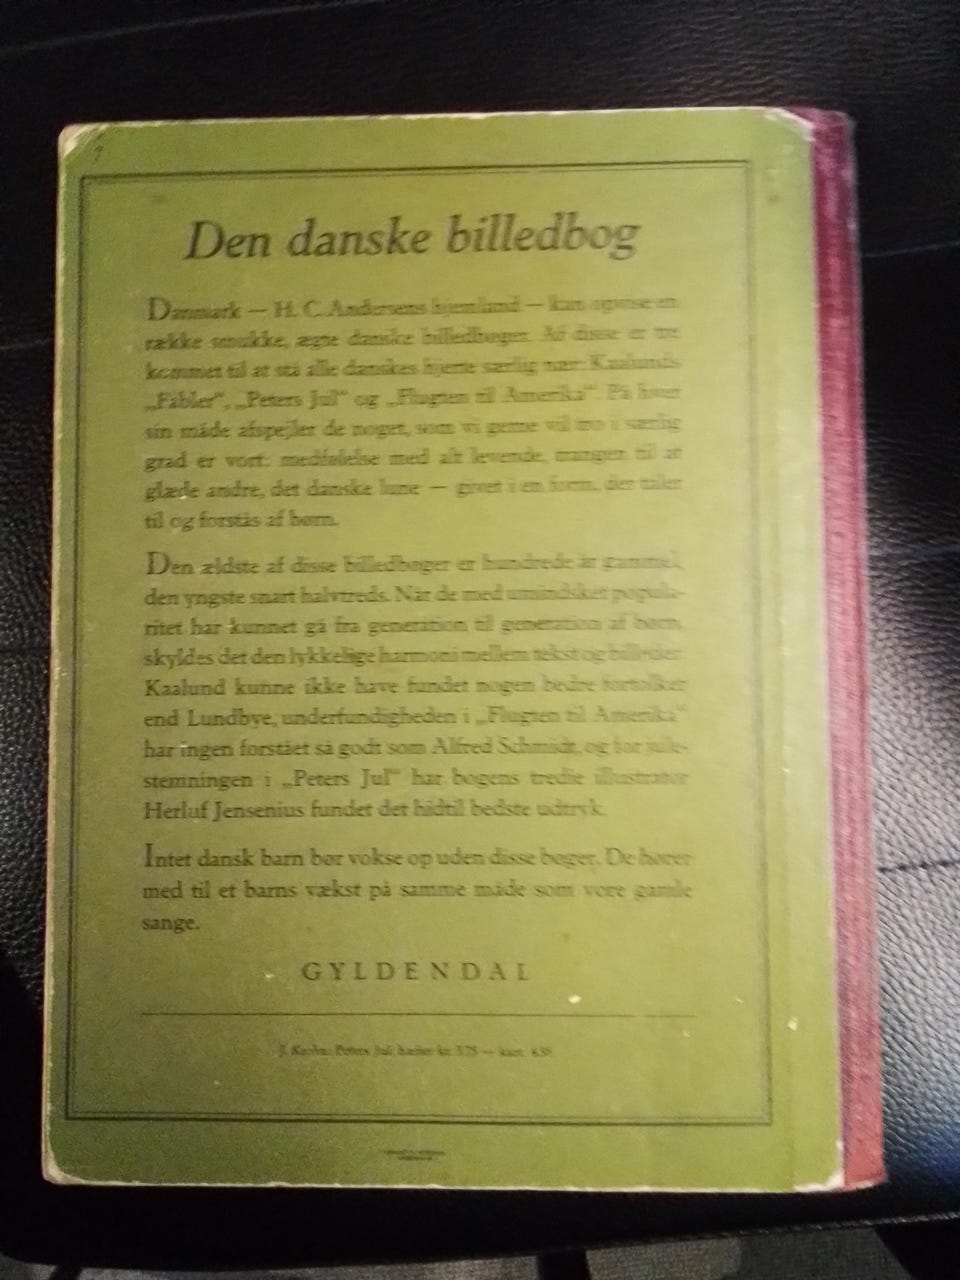 Den danske billedbog
Danmark — H. C. Andersens hjemland — kan opvise en
række smukke, ægte danske billedbøger. Af disse er tre
kommet til at stå alle danskes hjerte særlig nær: Kaalunds
„Fabler“, „Peters Jul“ og „Flugten til Amerika“. På hver
sin måde afspejler de noget, som vi gerne vil tro i særlig
grad er vort: medfølelse med alt levende, trangen til at
glæde andre, det danske lune — givet i en form, der taler
til og forstås af børn.
Den ældste af disse billedbøger er hundrede år gammel,
den yngste snart halvtreds. Når de med umindsket popula-
ritet har kunnet gå fra generation til generation af børn,
skyldes det den lykkelige harmoni mellem tekst og billeder.
Kaalund kunne ikke have fundet nogen bedre fortolker
end Lundbye, underfundigheden i „Flugten til Amerika“
har ingen forstået så godt som Alfred Schmidt, og for jule-
stemningen i „Peters Jul“ har bogens tredie illustrator
Herluf Jensenius fundet det hidtil bedste udtryk.
Intet dansk barn bør vokse op uden disse bøger. De hører
med til et barns vækst på samme måde som vore gamle
sange.
GYLDENDAL
J. Krohn: Peters Jul, hæftet kr. 3.75 — kart.